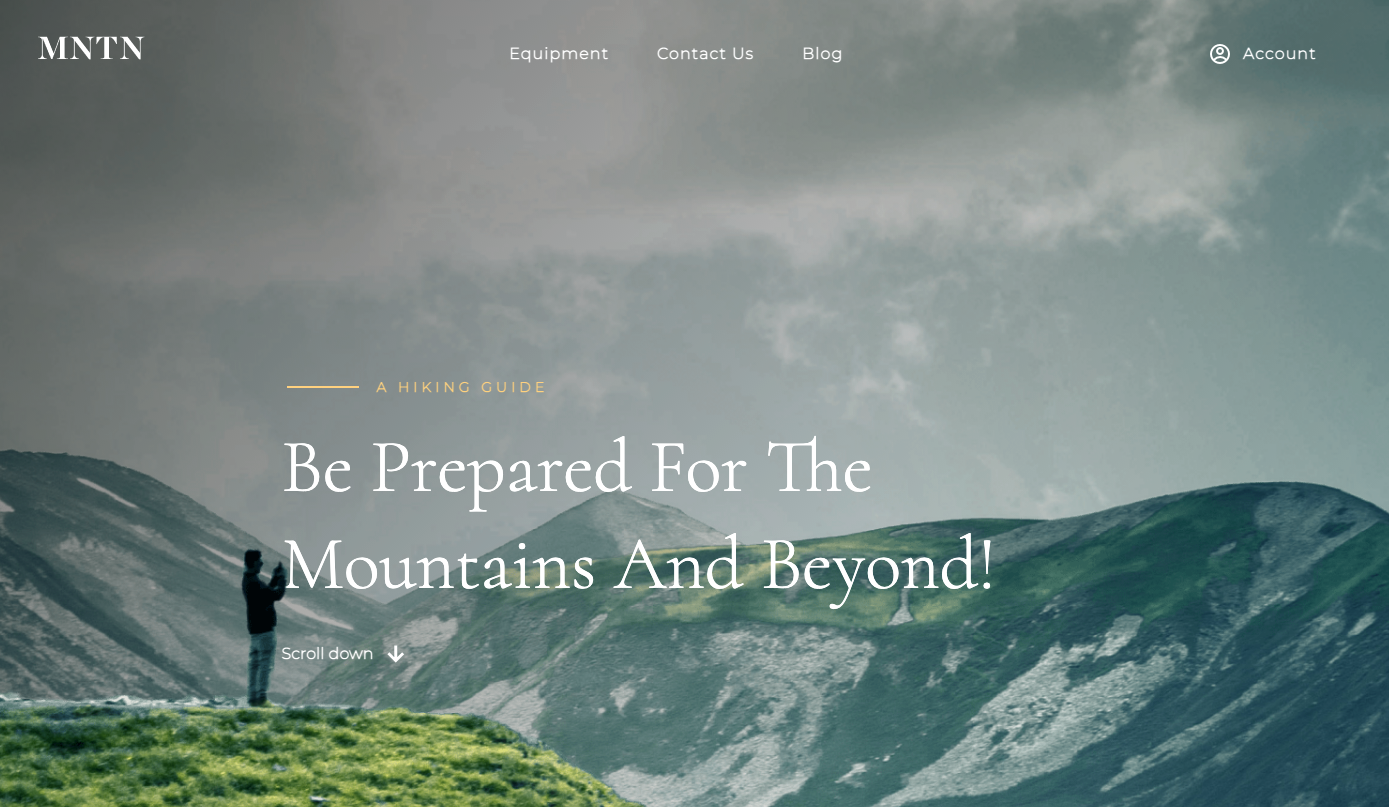 MNTN
Equipment
Contact Us
Blog
Account
A HIKING GUIDE
Be Prepared For The
Mountains And Beyond!
Scroll down